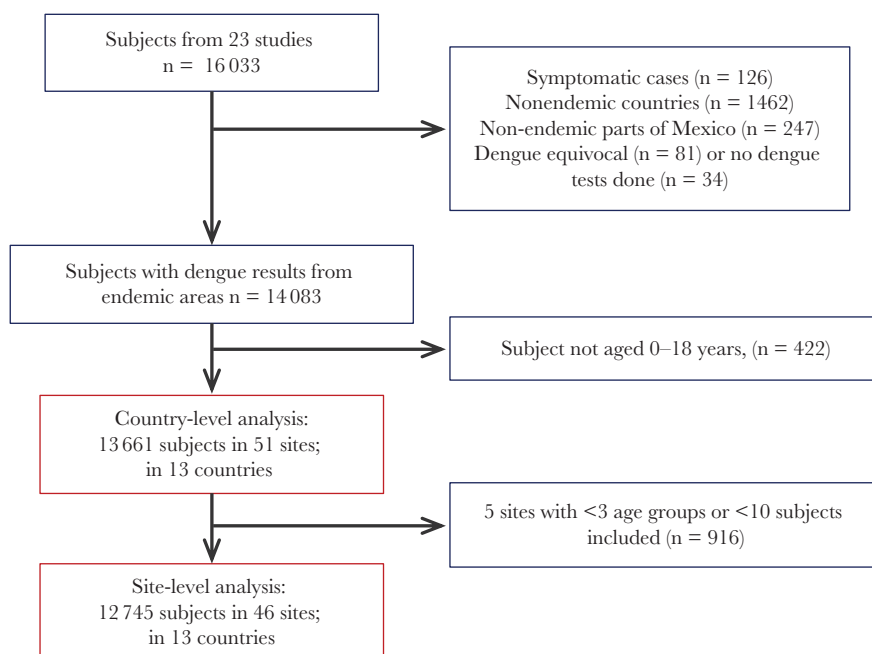 Subjects from 23 studies
n = 16 033
Symptomatic cases (n = 126)
Nonendemic countries (n = 1462)
Non-endemic parts of Mexico (n = 247)
Dengue equivocal (n = 81) or no dengue
tests done (n = 34)
Subjects with dengue results from
endemic areas n = 14 083
Subject not aged 0–18 years, (n = 422)
Country-level analysis:
13 661 subjects in 51 sites;
in 13 countries
5 sites with <3 age groups or <10 subjects
included (n = 916)
Site-level analysis:
12 745 subjects in 46 sites;
in 13 countries